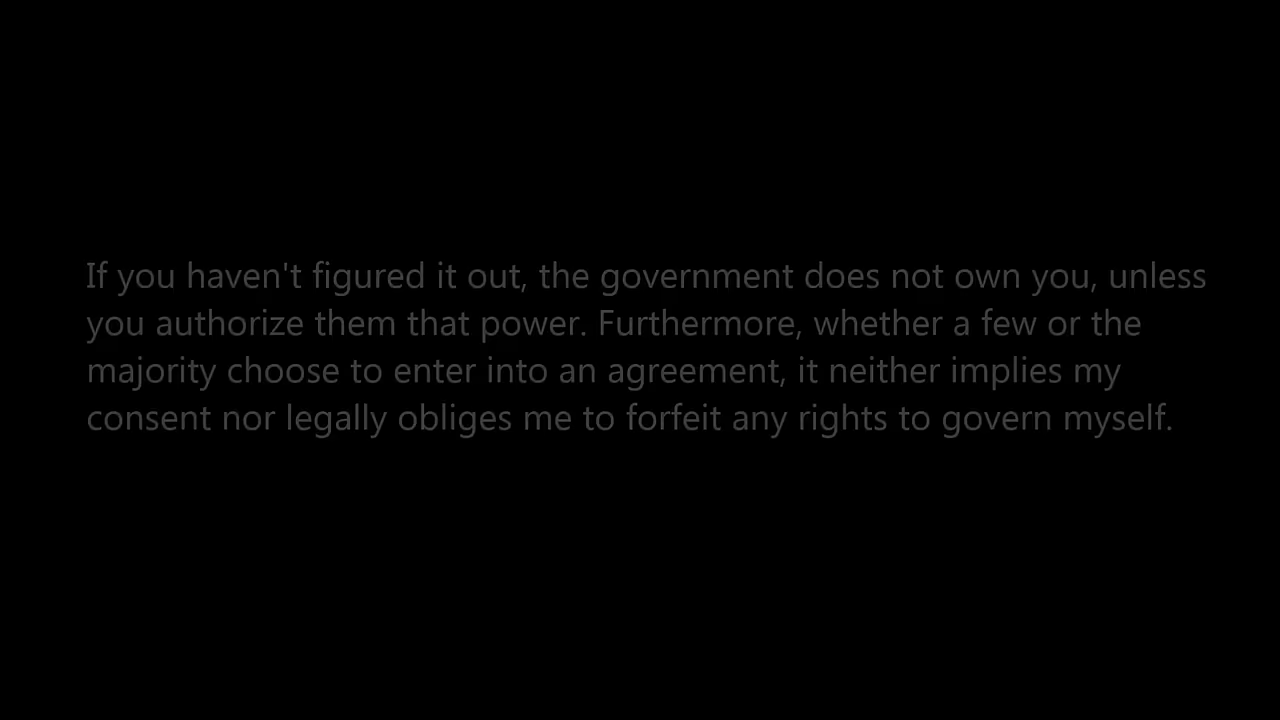 If you haven't figured it out, the government does not own you, unless
you authorize them that power. Furthermore, whether a few or the
majority choose to enter into an agreement, it neither implies my
consent nor legally obliges me to forfeit any rights to govern myself.